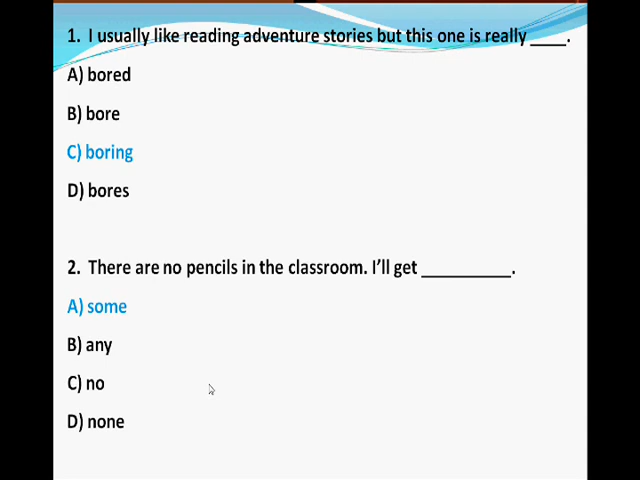 1. I usually like reading adventure stories but this one is really ____.
A) bored
B) bore
C) boring
D) bores
2. There are no pencils in the classroom. I'll get __________.
A) some
B) any
C) no
D) none